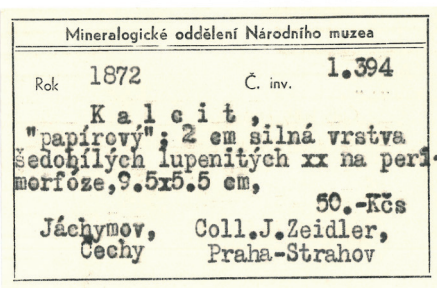 Mineralogické oddělení Národního muzea
Rok 1872 Č. inv. 1.394
Kalcit,
"papírový"; 2 cm silná vrstva
šedobílých lupenitých xx na peri-
morfóze,9.5x5.5 cm,
50.-Kčs
Jáchymov, Coll.J.Zeidler,
Čechy Praha-Strahov